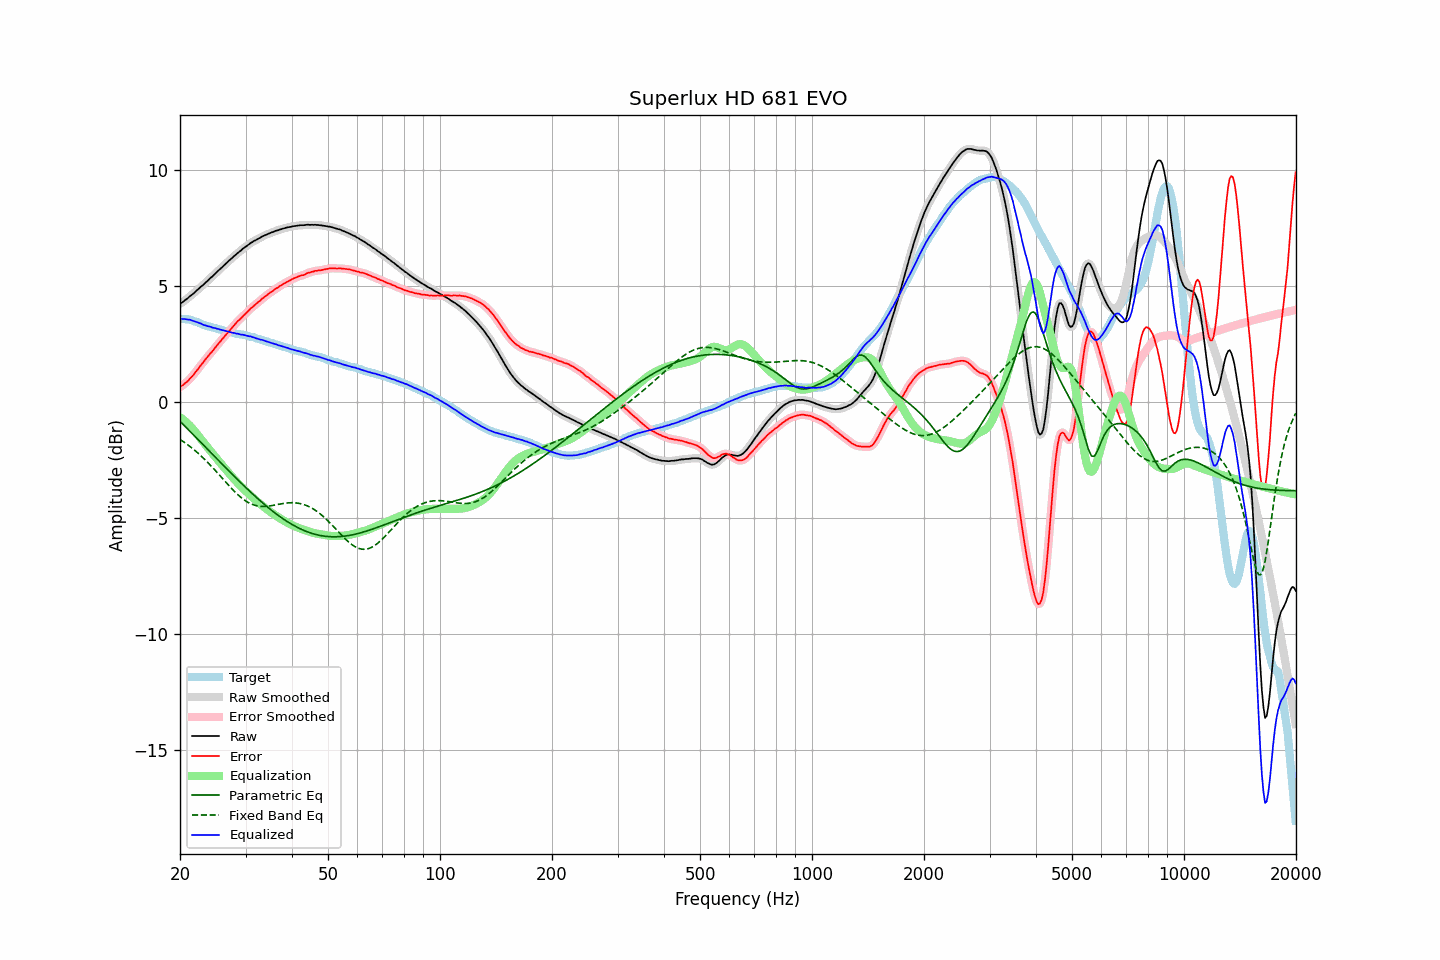 Superlux HD 681 EVO
Amplitude (dBr)
10
5
0
−5
−10
−15
Target
Raw Smoothed
Error Smoothed
Raw
Error
Equalization
Parametric Eq
Fixed Band Eq
Equalized
20 50 100 200 500 1000 2000 5000 10000 20000
Frequency (Hz)